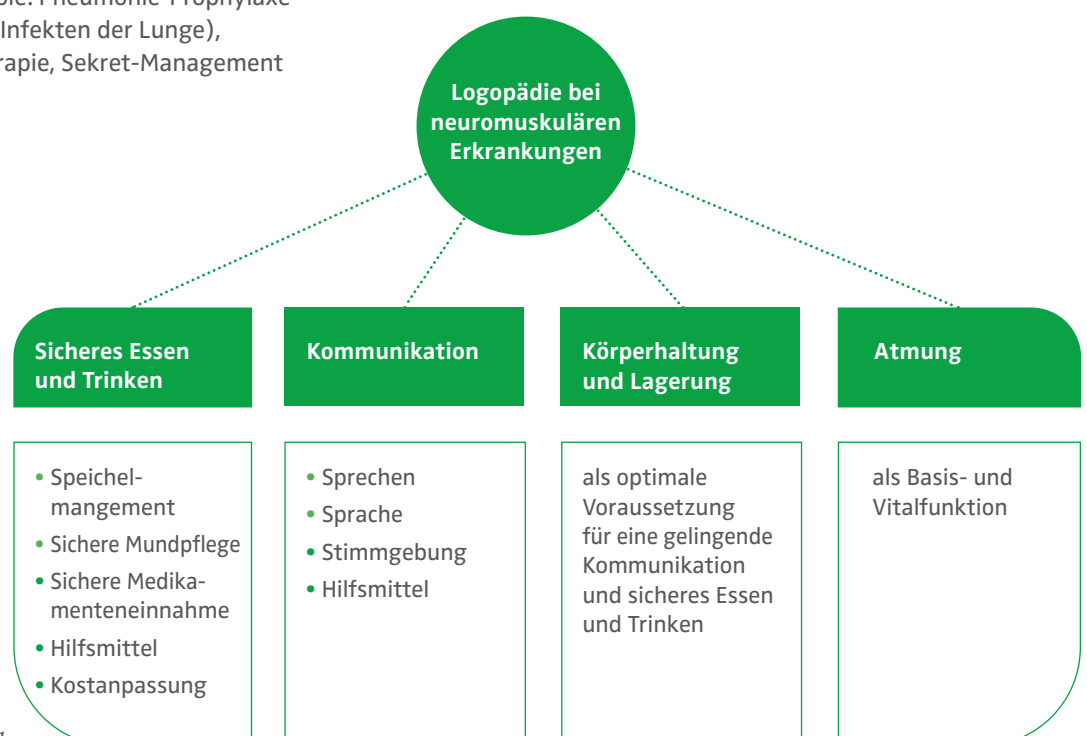 Pneumonie-Prophylaxe
Infekten der Lunge),
Sekret-Management
Logopädie bei
neuromuskulären
Erkrankungen
Sicheres Essen
und Trinken
• Speichel-
mangement
• Sichere Mundpflege
• Sichere Medika-
menteneinnahme
• Hilfsmittel
• Kostanpassung
Kommunikation
• Sprechen
• Sprache
• Stimmgebung
• Hilfsmittel
Körperhaltung
und Lagerung
als optimale
Voraussetzung
für eine gelingende
Kommunikation
und sicheres Essen
und Trinken
Atmung
als Basis- und
Vitalfunktion